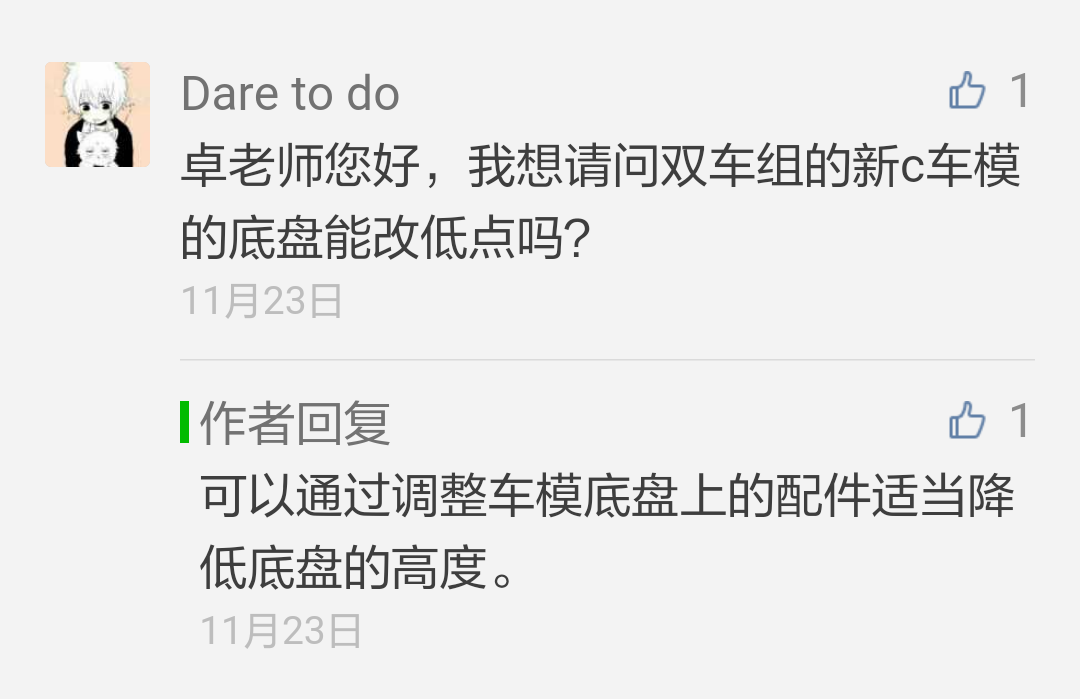 Dare to do
1
卓老师您好，我想请问双车组的新c车模
的底盘能改低点吗?
11月23日
作者回复
1
可以通过调整车模底盘上的配件适当降
低底盘的高度。
11月23日